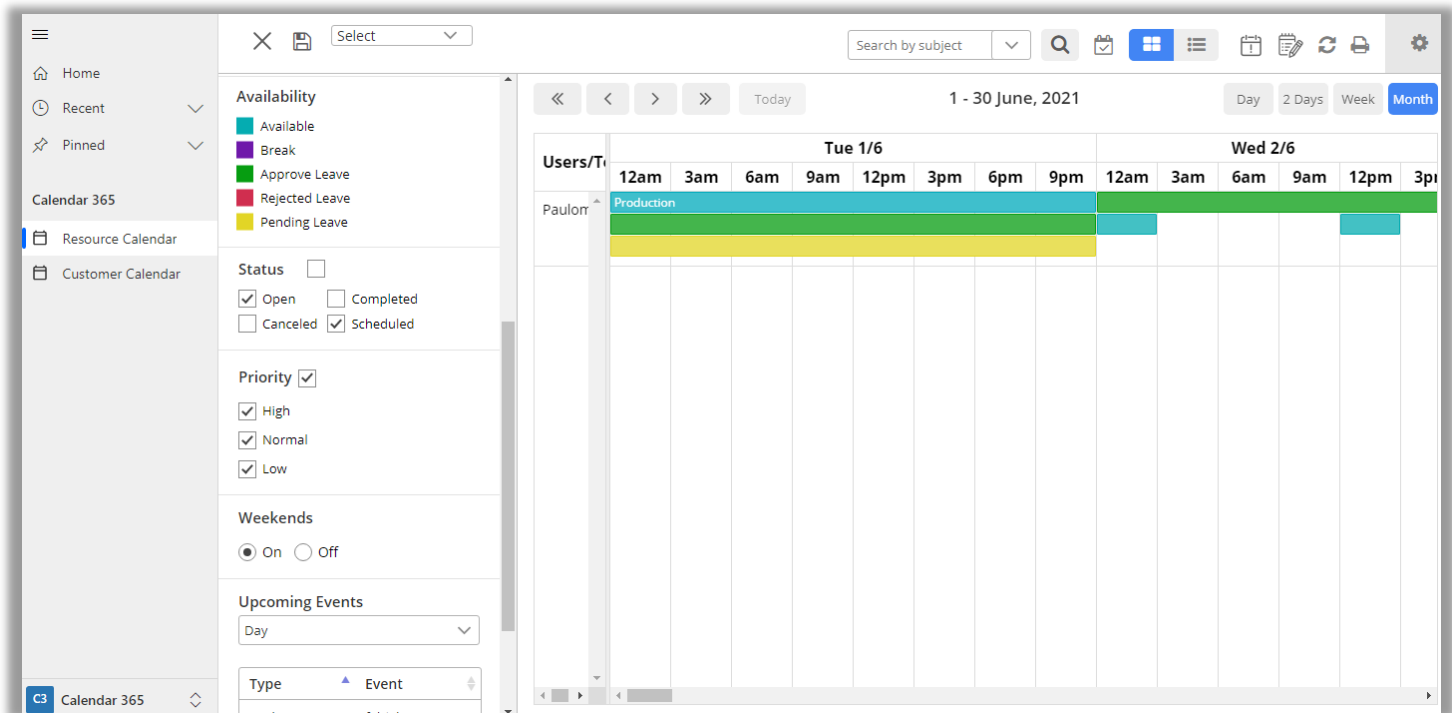 Home
Recent
Pinned
Calendar 365
Resource Calendar
Customer Calendar
C3 Calendar 365
Select
Availability
Available
Break
Approve Leave
Rejected Leave
Pending Leave
Status
Open Completed
Canceled Scheduled
Priority
High
Normal
Low
Weekends
On Off
Upcoming Events
Day
Type Event
Search by subject
Today 1 - 30 June, 2021 Day 2 Days Week Month
Users/Te Tue 1/6 Wed 2/6
12am 3am 6am 9am 12pm 3pm 6pm 9pm 12am 3am 6am 9am 12pm 3p
Paulom Production